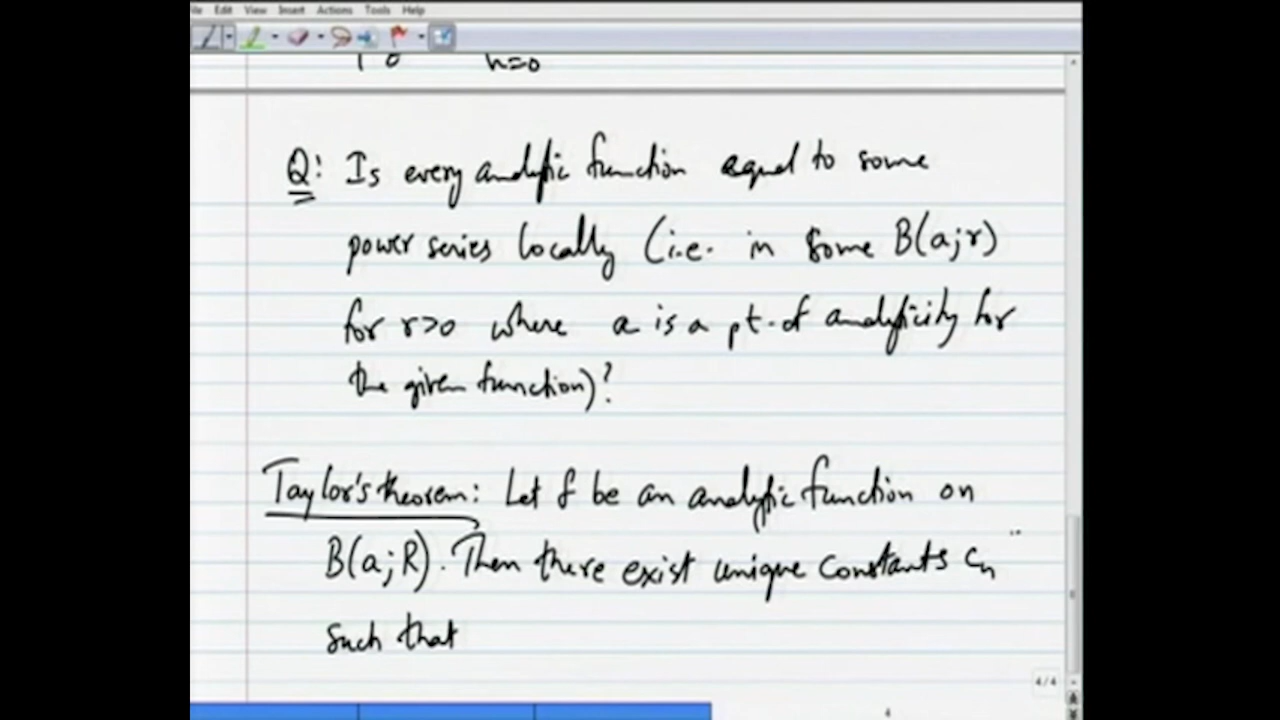 Edit View Insert Actions Tools Help
n=0
Q: Is every analytic function equal to some
power series locally (i.e. in some B(a;r)
for r>0 where a is a pt. of analyticity for
the given function)?
Taylor's theorem: Let f be an analytic function on
B(a;R). Then there exist unique constants cn
such that
4/4
4